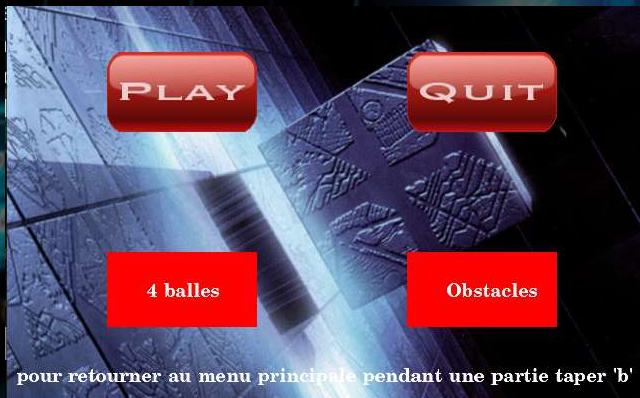 PLAY
QUIT
4 balles
Obstacles
pour retourner au menu principale pendant une partie taper 'b'